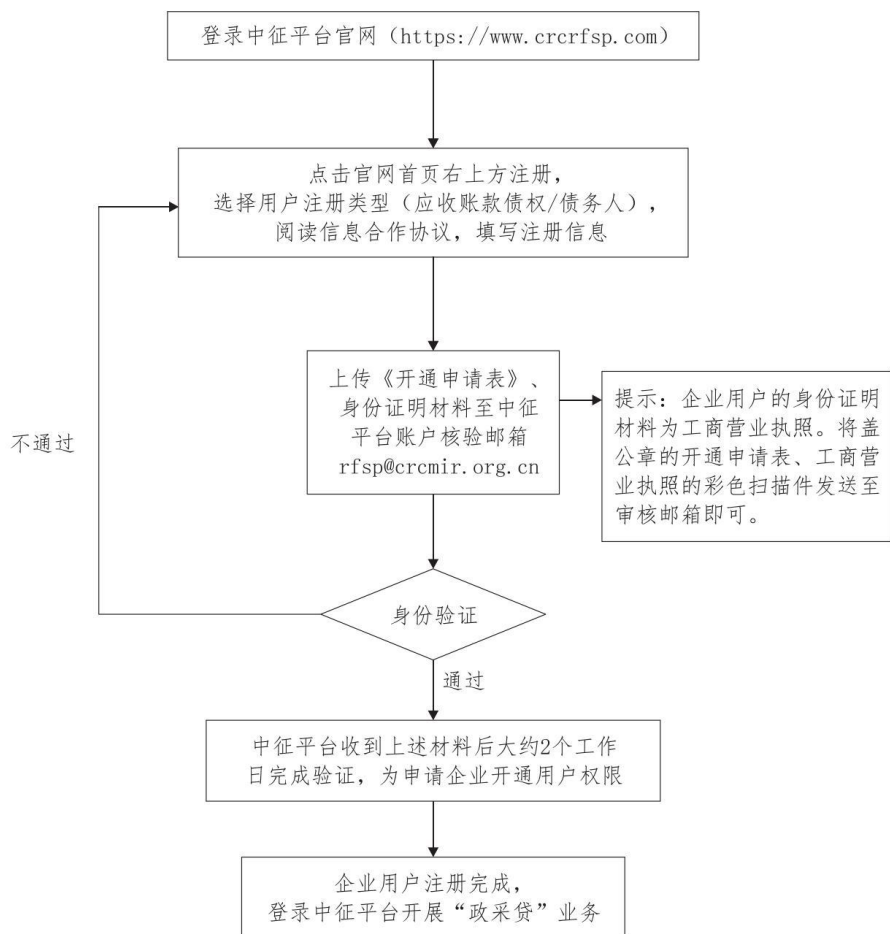 登录中征平台官网（https://www.crcrfsp.com）
点击官网首页右上方注册，
选择用户注册类型（应收账款债权/债务人），
阅读信息合作协议，填写注册信息
上传《开通申请表》、
身份证明材料至中征
平台账户核验邮箱
rfsp@crcmir.org.cn
提示：企业用户的身份证明
材料为工商营业执照。将盖
公章的开通申请表、工商营
业执照的彩色扫描件发送至
审核邮箱即可。
不通过
身份验证
通过
中征平台收到上述材料后大约2个工作
日完成验证，为申请企业开通用户权限
企业用户注册完成，
登录中征平台开展“政采贷”业务